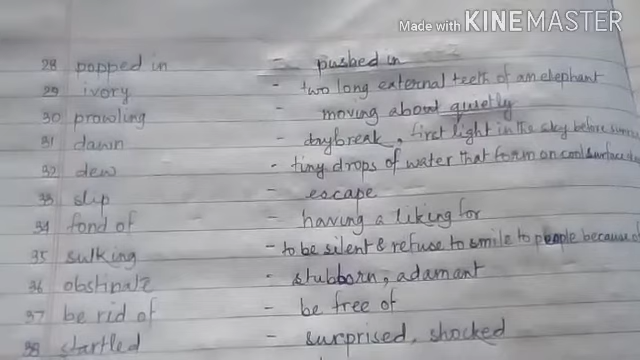 Made with KINEMASTER
28 popped in - pushed in
29 ivory - two long external teeth of an elephant
30 prowling - moving about quietly
31 dawn - daybreak, first light in the sky before
32 dew - tiny drops of water that form on cool surface
33 slip - escape
34 fond of - having a liking for
35 sulking - to be silent & refuse to smile to people because of
36 obstinate - stubborn, adamant
37 be rid of - be free of
38 startled - surprised, shocked